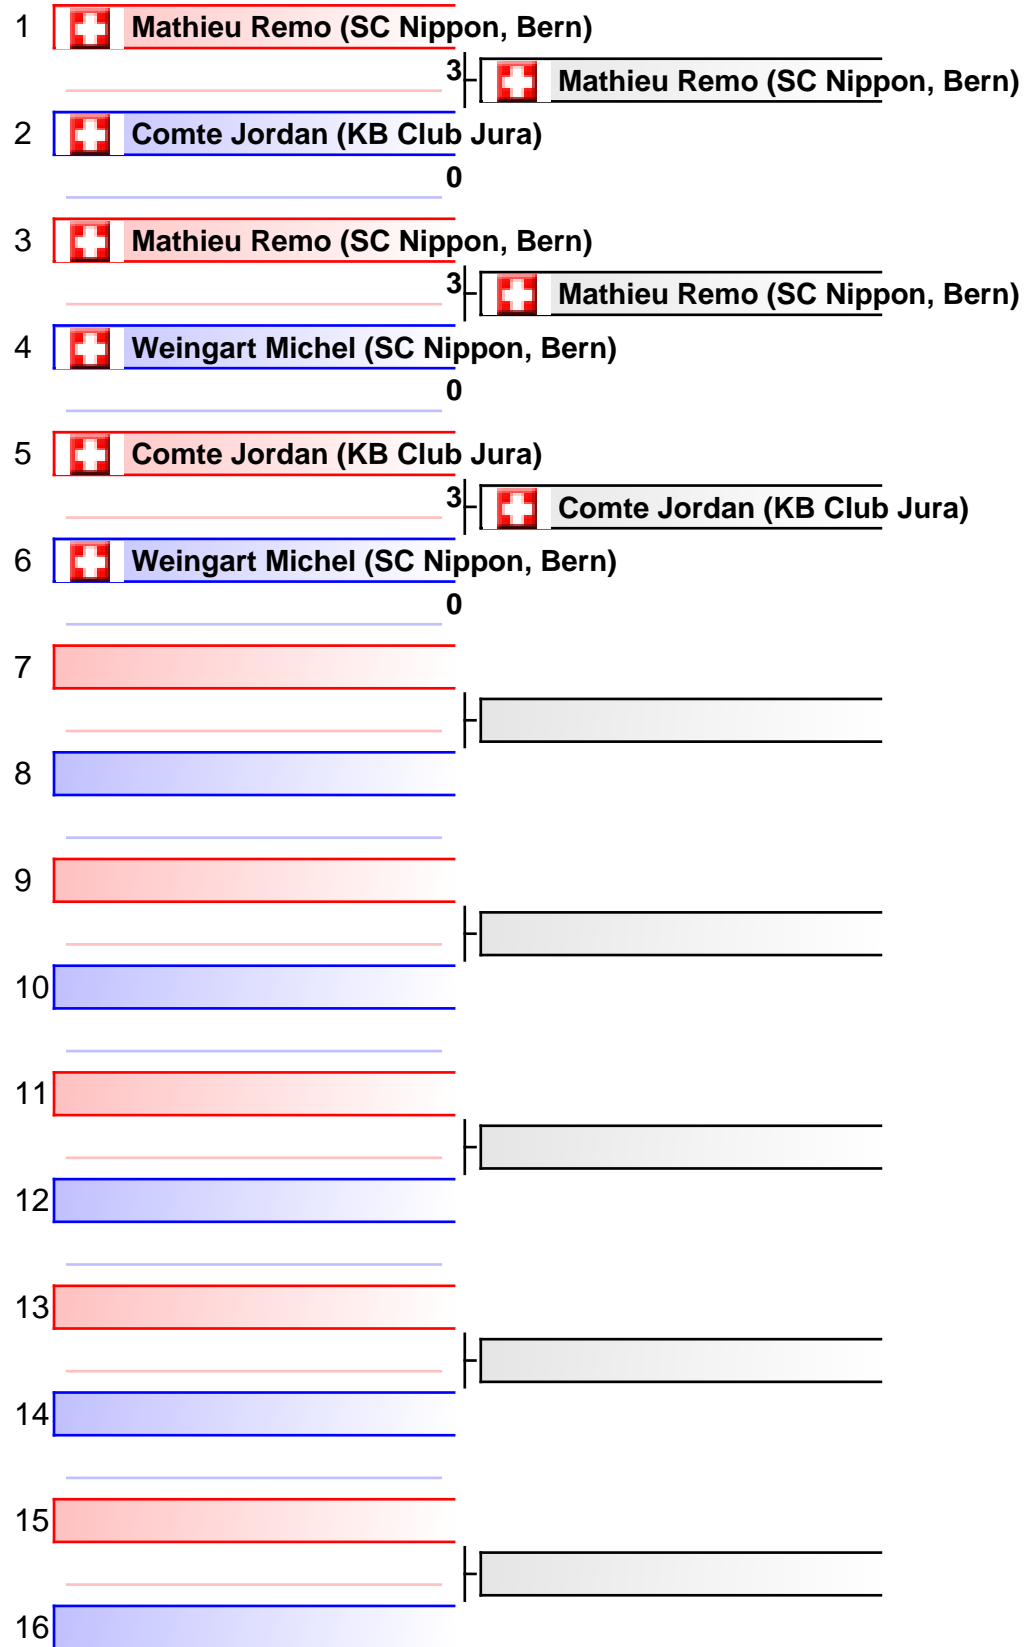 1 Mathieu Remo (SC Nippon, Bern)
3 Mathieu Remo (SC Nippon, Bern)
2 Comte Jordan (KB Club Jura)
0
3 Mathieu Remo (SC Nippon, Bern)
3 Mathieu Remo (SC Nippon, Bern)
4 Weingart Michel (SC Nippon, Bern)
0
5 Comte Jordan (KB Club Jura)
3 Comte Jordan (KB Club Jura)
6 Weingart Michel (SC Nippon, Bern)
0
7
8
9
10
11
12
13
14
15
16